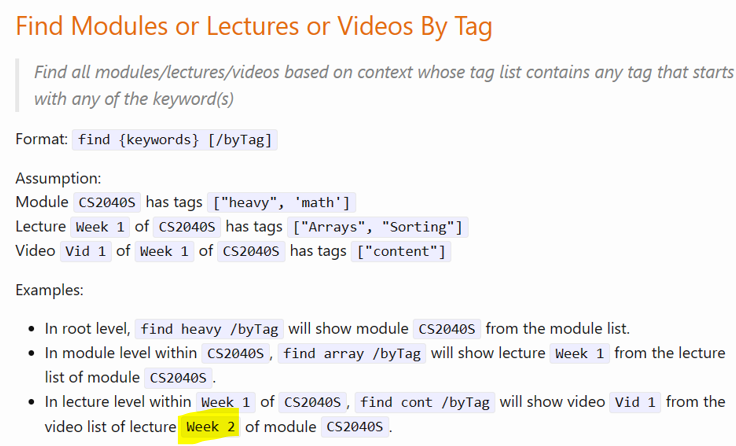 Find Modules or Lectures or Videos By Tag
Find all modules/lectures/videos based on context whose tag list contains any tag that starts
with any of the keyword(s)
Format: find {keywords} [/byTag]
Assumption:
Module CS2040S has tags ["heavy", 'math']
Lecture Week 1 of CS2040S has tags ["Arrays", "Sorting"]
Video Vid 1 of Week 1 of CS2040S has tags ["content"]
Examples:
• In root level, find heavy /byTag will show module CS2040S from the module list.
• In module level within CS2040S, find array /byTag will show lecture Week 1 from the lecture
list of module CS2040S.
• In lecture level within Week 1 of CS2040S, find cont /byTag will show video Vid 1 from the
video list of lecture Week 2 of module CS2040S.